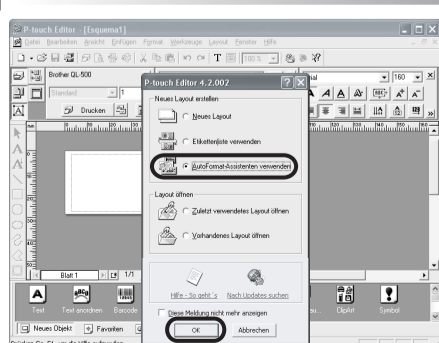 P-touch Editor - [Esquema1]
Datei Bearbeiten Ansicht Einfügen Format Werkzeuge Layout Fenster Hilfe
100 %
Brother QL-500
Standard
1
ial
160
Drucken
P-touch Editor 4.2.002
Neues Layout erstellen
Neues Layout
Etikettenliste verwenden
AutoFormat-Assistenten verwenden
Layout öffnen
Zuletzt verwendetes Layout öffnen
Vorhandenes Layout öffnen
Hilfe - So geht´s Nach Updates suchen
Diese Meldung nicht mehr anzeigen
OK Abbrechen
Blatt 1 1/1
Text Text anordnen Barcode
au... ClipArt Symbol
Neues Objekt Favoriten